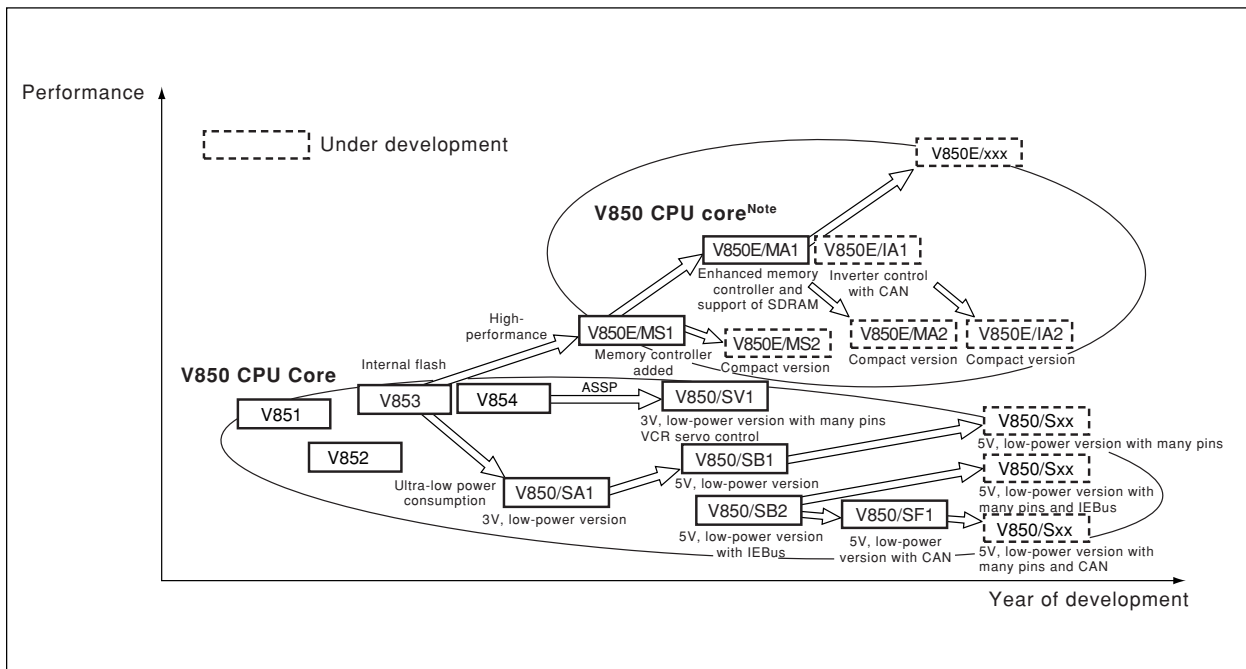 Performance
Under development
V850E/xxx
V850 CPU coreNote
V850E/MA1
V850E/IA1
Enhanced memory
controller and
support of SDRAM
Inverter control
with CAN
High-
performance
V850E/MS1
Memory controller
added
V850E/MS2
Compact version
V850E/MA2
Compact version
V850E/IA2
Compact version
Internal flash
V850 CPU Core
V851
V853
V854
ASSP
V850/SV1
3V, low-power version with many pins
VCR servo control
V852
Ultra-low power
consumption
V850/SA1
3V, low-power version
V850/SB1
5V, low-power version
V850/Sxx
5V, low-power version with many pins
V850/SB2
5V, low-power version
with IEBus
V850/SF1
5V, low-power
version with CAN
V850/Sxx
5V, low-power version with
many pins and IEBus
V850/Sxx
5V, low-power version with
many pins and CAN
Year of development